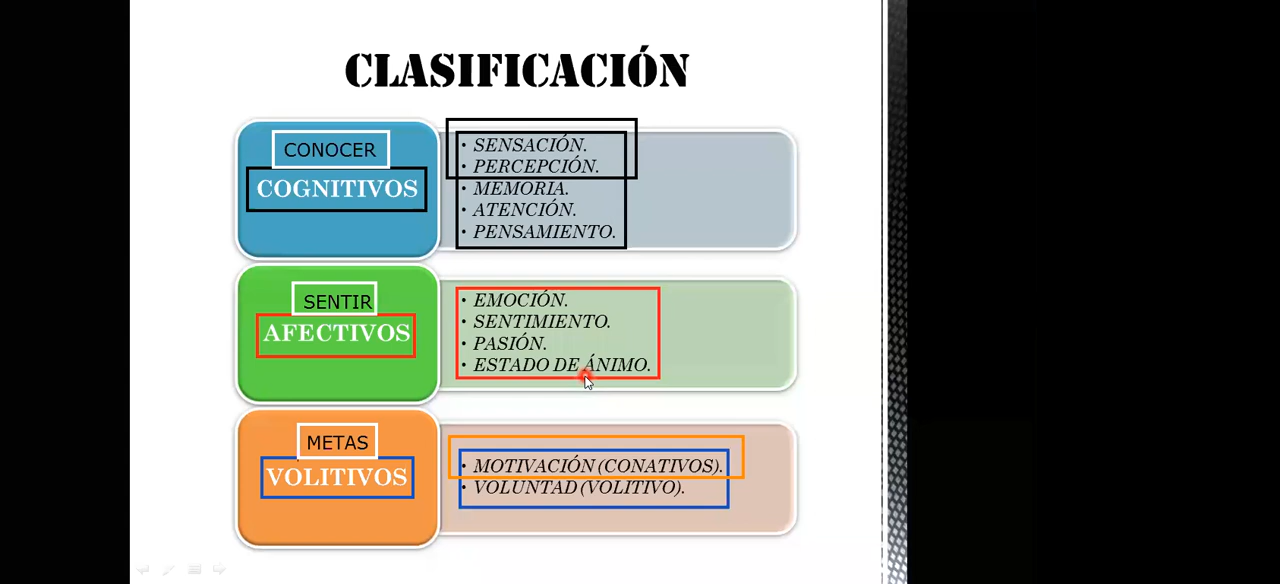 CLASIFICACIÓN
CONOCER
COGNITIVOS
• SENSACIÓN.
• PERCEPCIÓN.
• MEMORIA.
• ATENCIÓN.
• PENSAMIENTO.
SENTIR
AFECTIVOS
• EMOCIÓN.
• SENTIMIENTO.
• PASIÓN.
• ESTADO DE ÁNIMO.
METAS
VOLITIVOS
• MOTIVACIÓN (CONATIVOS).
• VOLUNTAD (VOLITIVO).